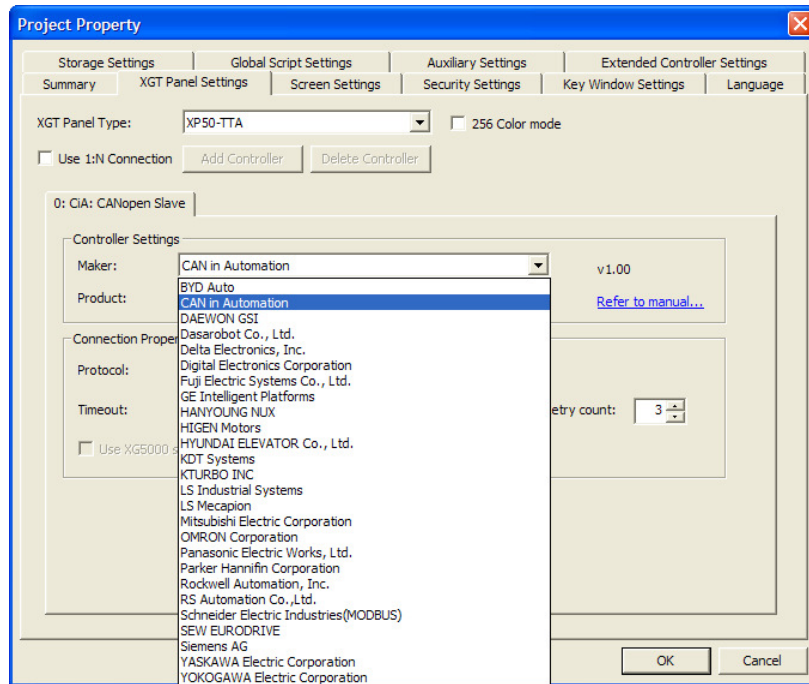 Project Property
Storage Settings Global Script Settings Auxiliary Settings Extended Controller Settings
Summary XGT Panel Settings Screen Settings Security Settings Key Window Settings Language
XGT Panel Type: XP50-TTA 256 Color mode
Use 1:N Connection Add Controller Delete Controller
0: CiA: CANopen Slave
Controller Settings
Maker: CAN in Automation v1.00
Product: Refer to manual...
BYD Auto
CAN in Automation
DAEWON GSI
Dasarobot Co., Ltd.
Delta Electronics, Inc.
Digital Electronics Corporation
Fuji Electric Systems Co., Ltd.
GE Intelligent Platforms
HANYOUNG NUX
HIGEN Motors
HYUNDAI ELEVATOR Co., Ltd.
KDT Systems
KTURBO INC
LS Industrial Systems
LS Mecapion
Mitsubishi Electric Corporation
OMRON Corporation
Panasonic Electric Works, Ltd.
Parker Hannifin Corporation
Rockwell Automation, Inc.
RS Automation Co.,Ltd.
Schneider Electric Industries(MODBUS)
SEW EURODRIVE
Siemens AG
YASKAWA Electric Corporation
YOKOGAWA Electric Corporation
Connection Proper
Protocol:
Timeout: etry count: 3
Use XG5000 s
OK Cancel